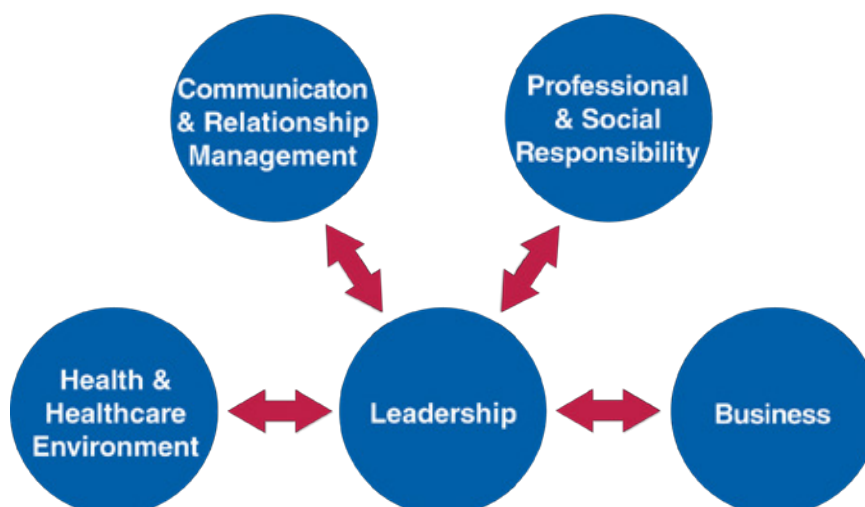 Communicaton
& Relationship
Management
Professional
& Social
Responsibility
Health &
Healthcare
Environment
Leadership
Business